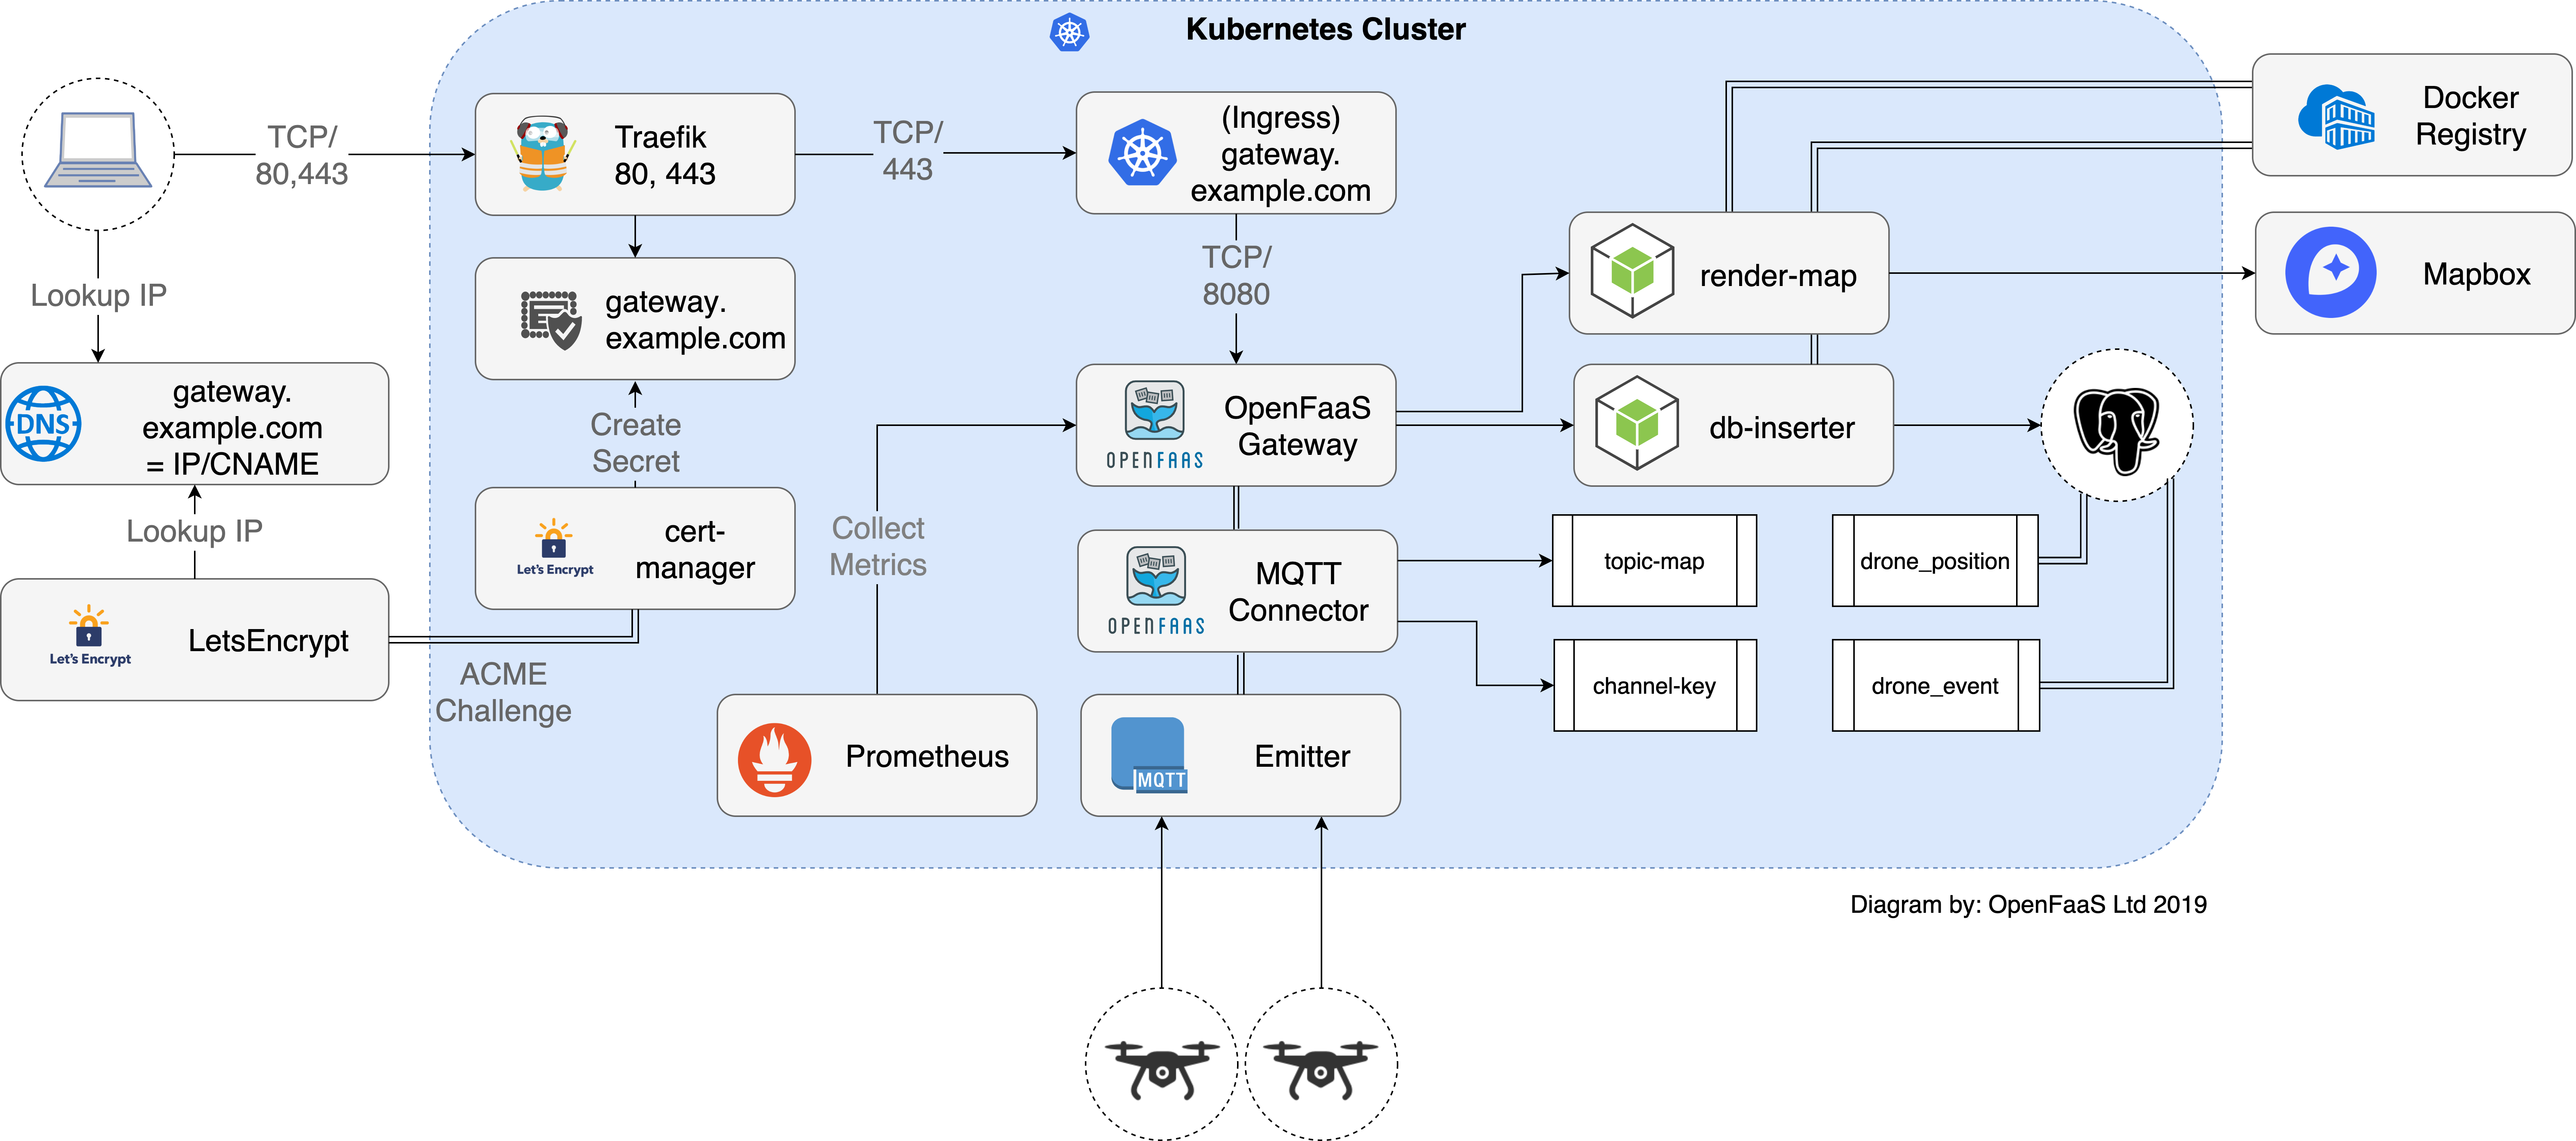 Kubernetes Cluster
TCP/
80,443
Traefik
80, 443
TCP/
443
(Ingress)
gateway.
example.com
Docker
Registry
Lookup IP
gateway.
example.com
TCP/
8080
render-map
Mapbox
DNS
gateway.
example.com
= IP/CNAME
Create
Secret
OPENFAAS
OpenFaaS
Gateway
db-inserter
Lookup IP
Let's Encrypt
cert-
manager
Collect
Metrics
OPENFAAS
MQTT
Connector
topic-map
drone_position
Let's Encrypt
LetsEncrypt
ACME
Challenge
channel-key
drone_event
Prometheus
MQTT
Emitter
Diagram by: OpenFaaS Ltd 2019